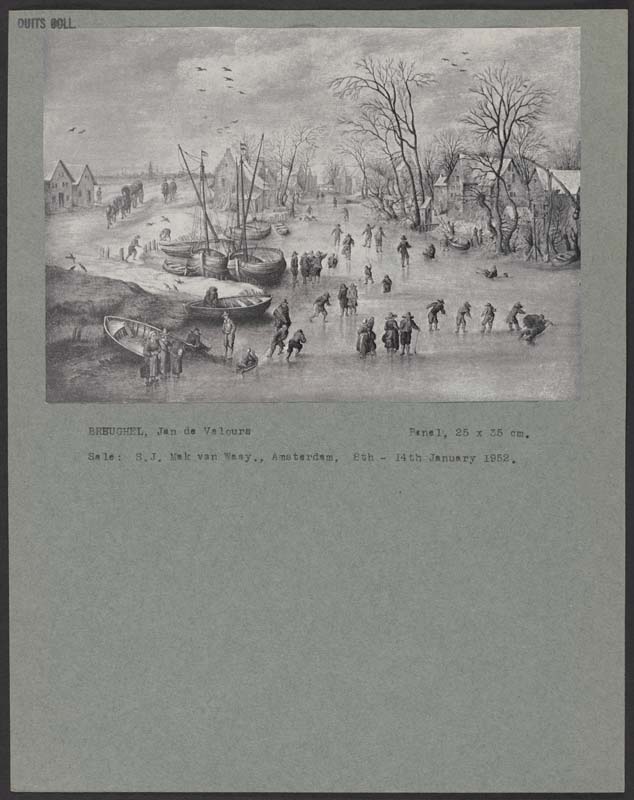 DUITS COLL.
BREUGHEL, Jan de Velours Panel, 25 x 35 cm.
Sale: S.J. Mak van Waay., Amsterdam, 8th - 14th January 1952.